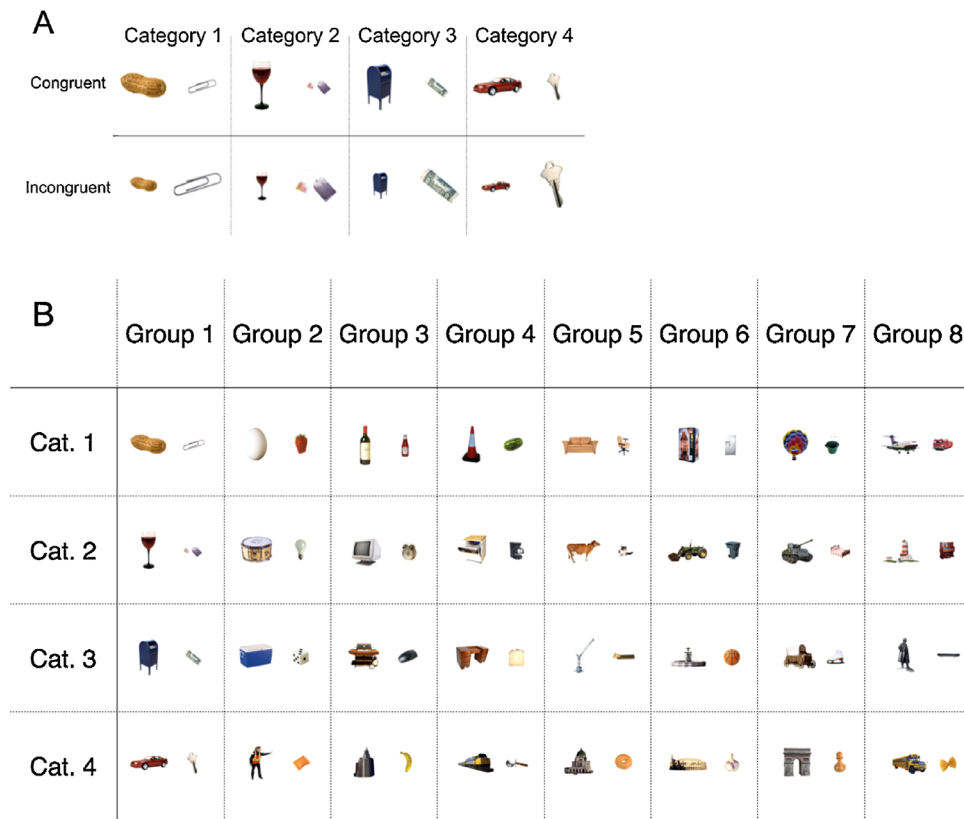 A
Category 1 Category 2 Category 3 Category 4
Congruent
Incongruent
B
Group 1 Group 2 Group 3 Group 4 Group 5 Group 6 Group 7 Group 8
Cat. 1
Cat. 2
Cat. 3
Cat. 4